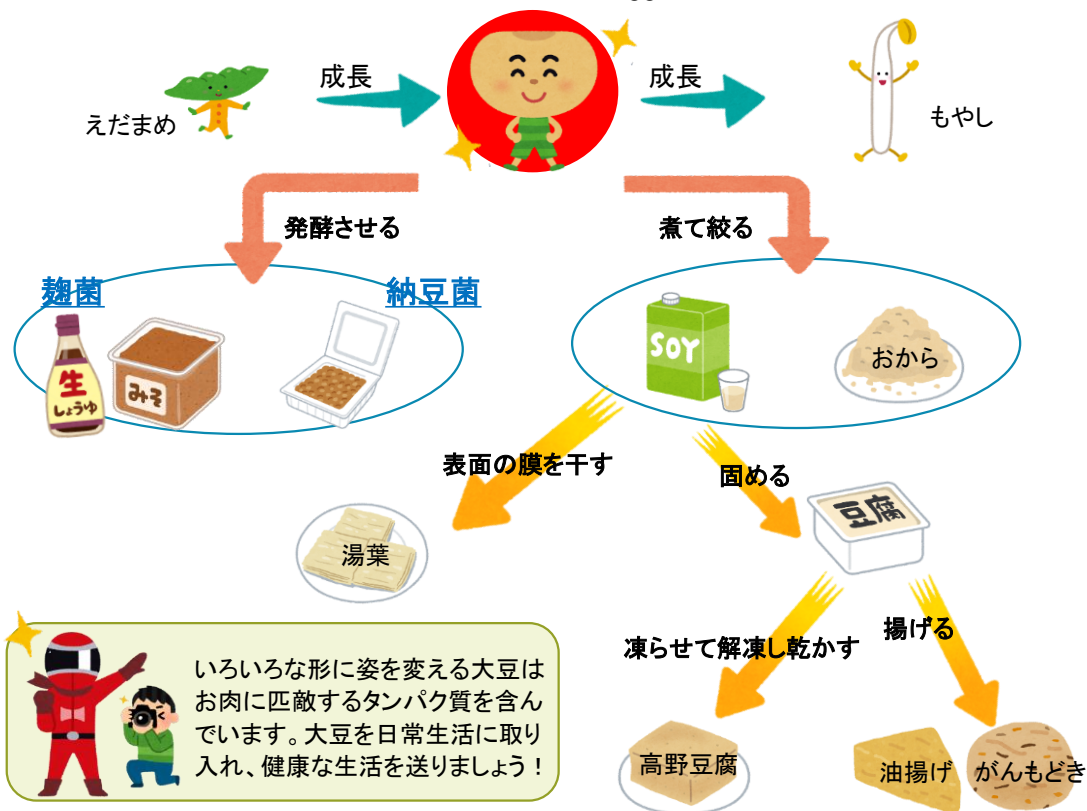 成長
成長
えだまめ
もやし
発酵させる
煮て絞る
麹菌
納豆菌
生
しょうゆ
みそ
SOY
おから
表面の膜を干す
固める
豆腐
湯葉
凍らせて解凍し乾かす
揚げる
いろいろな形に姿を変える大豆は
お肉に匹敵するタンパク質を含ん
でいます。大豆を日常生活に取り
入れ、健康な生活を送りましょう!
高野豆腐
油揚げ
がんもどき